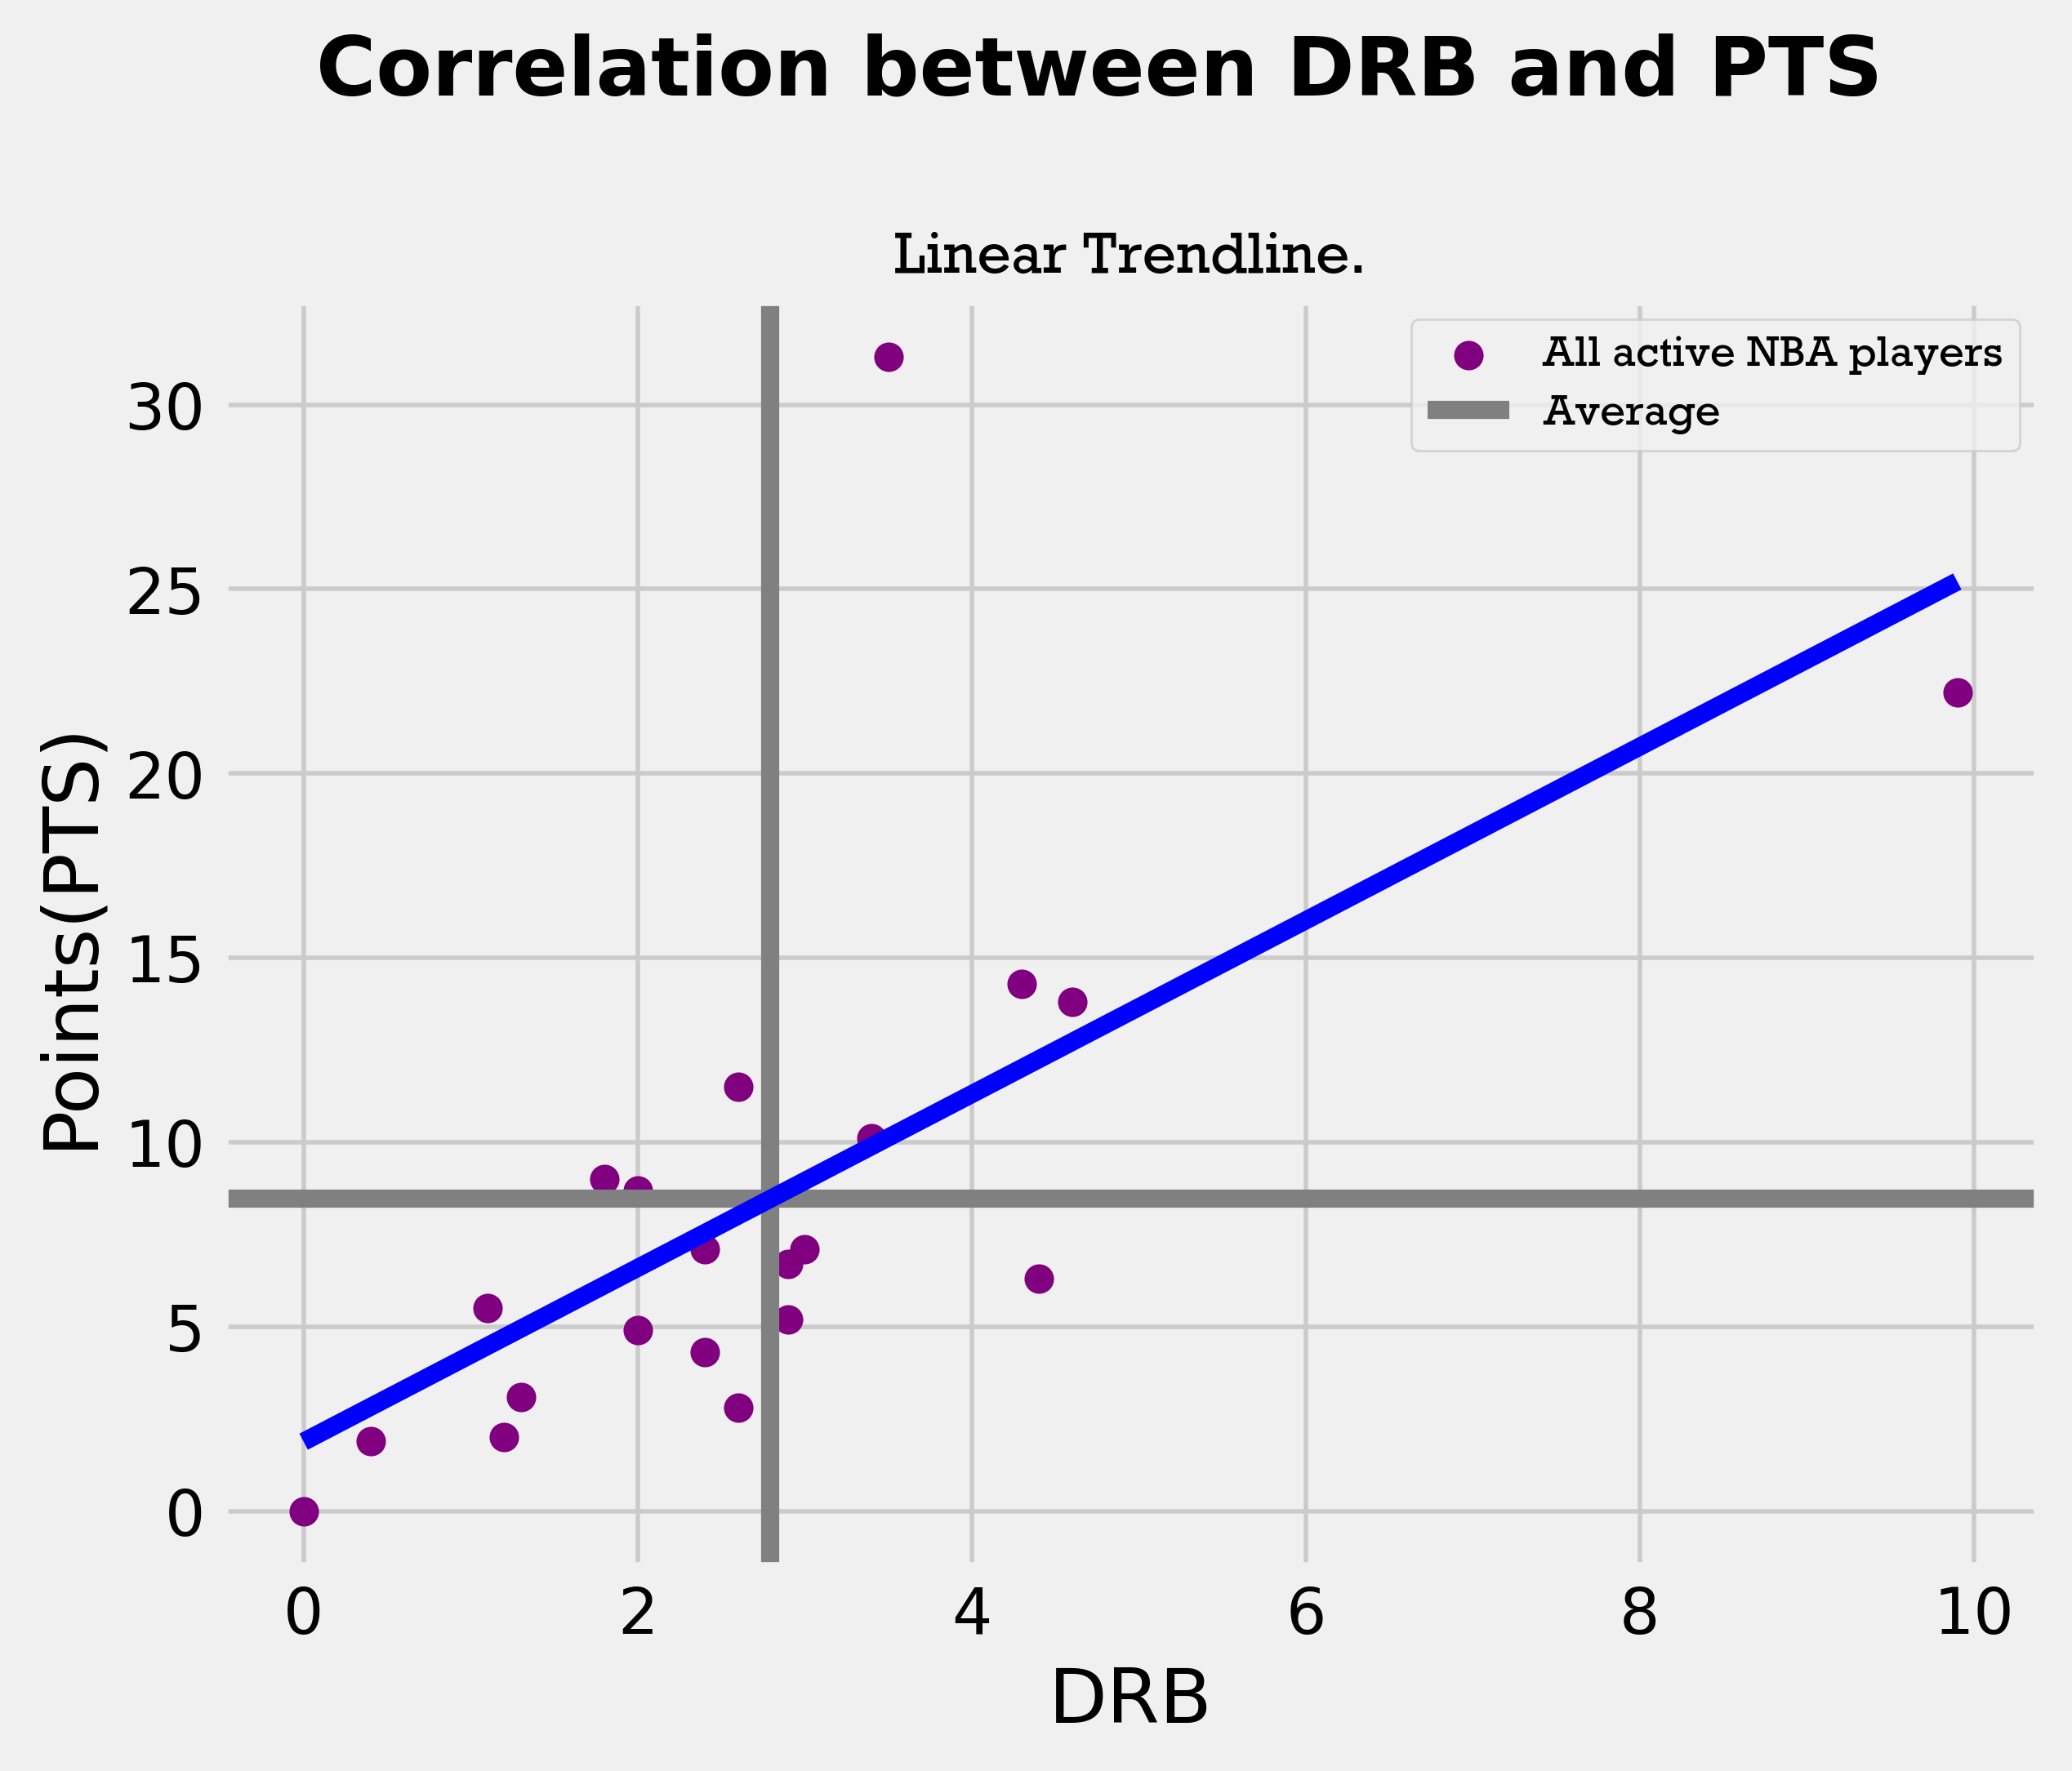 Correlation between DRB and PTS
Linear Trendline.
All active NBA players
Average
Points(PTS)
30
25
20
15
10
5
0
0 2 4 6 8 10
DRB